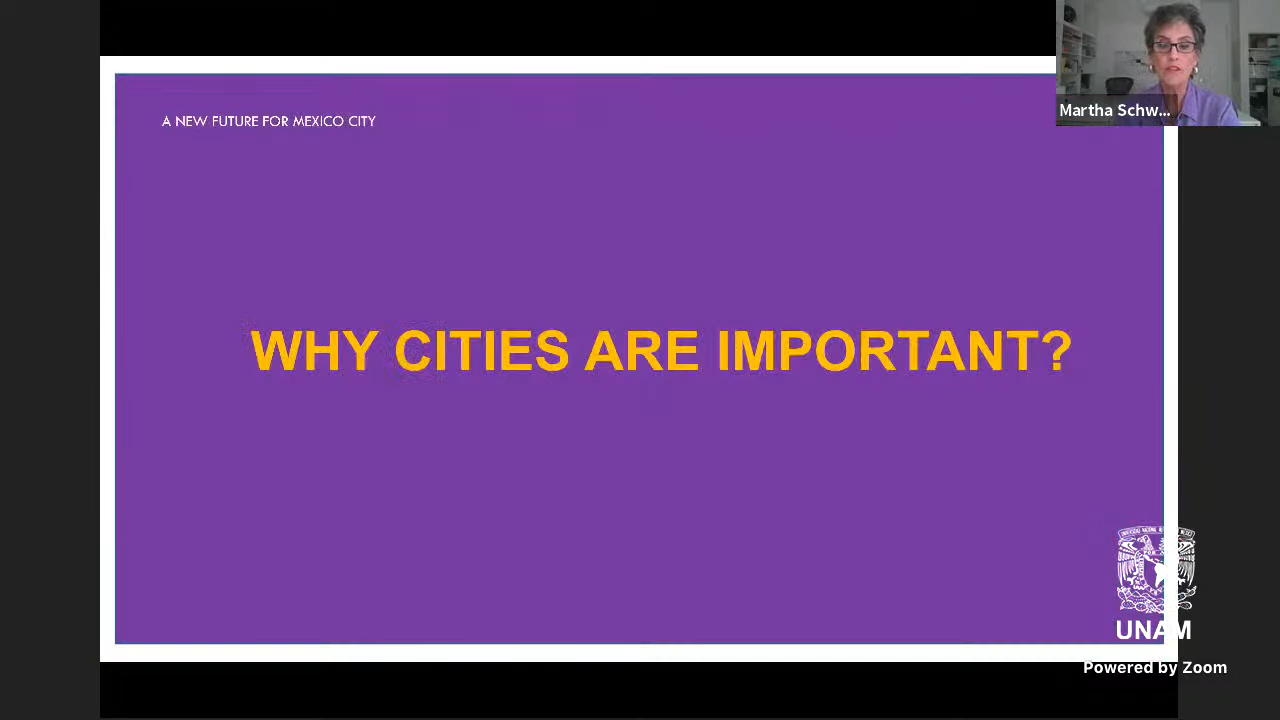 A NEW FUTURE FOR MEXICO CITY
Martha Schw...
WHY CITIES ARE IMPORTANT?
UNAM
Powered by Zoom